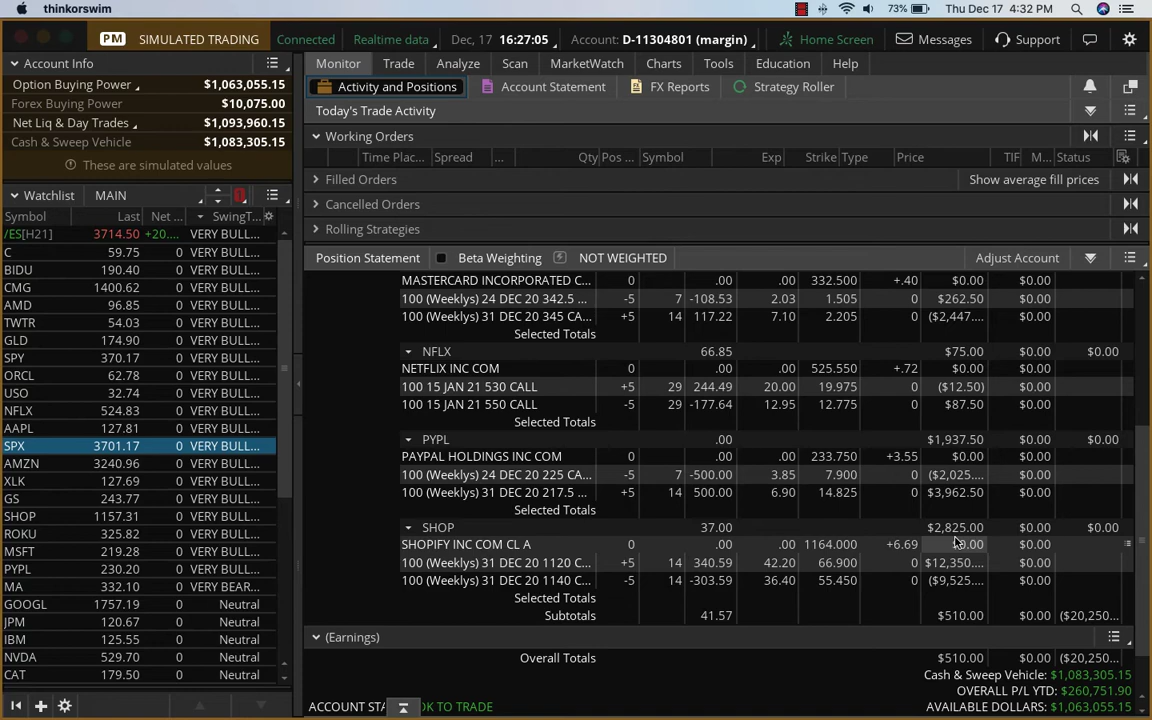 thinkorswim 73% Thu Dec 17 4:32 PM
PM SIMULATED TRADING Connected Realtime data Dec, 17 16:27:05 Account: D-11304801 (margin) Home Screen Messages Support
Account Info
Option Buying Power $1,063,055.15
Forex Buying Power $10,075.00
Net Liq & Day Trades $1,093,960.15
Cash & Sweep Vehicle $1,083,305.15
These are simulated values
Watchlist MAIN
Symbol Last Net ... SwingT...
/ES[H21] 3714.50 +20.... VERY BULL...
C 59.75 0 VERY BULL...
BIDU 190.40 0 VERY BULL...
CMG 1400.62 0 VERY BULL...
AMD 96.85 0 VERY BULL...
TWTR 54.03 0 VERY BULL...
GLD 174.90 0 VERY BULL...
SPY 370.17 0 VERY BULL...
ORCL 62.78 0 VERY BULL...
USO 32.74 0 VERY BULL...
NFLX 524.83 0 VERY BULL...
AAPL 127.81 0 VERY BULL...
SPX 3701.17 0 VERY BULL...
AMZN 3240.96 0 VERY BULL...
XLK 127.69 0 VERY BULL...
GS 243.77 0 VERY BULL...
SHOP 1157.31 0 VERY BULL...
ROKU 325.82 0 VERY BULL...
MSFT 219.28 0 VERY BULL...
PYPL 230.20 0 VERY BULL...
MA 332.10 0 VERY BEAR...
GOOGL 1757.19 0 Neutral
JPM 120.67 0 Neutral
IBM 125.55 0 Neutral
NVDA 529.70 0 Neutral
CAT 179.50 0 Neutral
Monitor Trade Analyze Scan MarketWatch Charts Tools Education Help
Activity and Positions Account Statement FX Reports Strategy Roller
Today's Trade Activity
Working Orders
Time Plac... Spread ... Qty Pos ... Symbol Exp Strike Type Price TIF M... Status
Filled Orders Show average fill prices
Cancelled Orders
Rolling Strategies
Position Statement Beta Weighting NOT WEIGHTED Adjust Account
MASTERCARD INCORPORATED C... 0 .00 .00 332.500 +.40 $0.00 $0.00
100 (Weeklys) 24 DEC 20 342.5 ... -5 7 -108.53 2.03 1.505 0 $262.50 $0.00
100 (Weeklys) 31 DEC 20 345 CA... +5 14 117.22 7.10 2.205 0 ($2,447.... $0.00
Selected Totals
NFLX 66.85 $75.00 $0.00 $0.00
NETFLIX INC COM 0 .00 .00 525.550 +.72 $0.00 $0.00
100 15 JAN 21 530 CALL +5 29 244.49 20.00 19.975 0 ($12.50) $0.00
100 15 JAN 21 550 CALL -5 29 -177.64 12.95 12.775 0 $87.50 $0.00
Selected Totals
PYPL .00 $1,937.50 $0.00 $0.00
PAYPAL HOLDINGS INC COM 0 .00 .00 233.750 +3.55 $0.00 $0.00
100 (Weeklys) 24 DEC 20 225 CA... -5 7 -500.00 3.85 7.900 0 ($2,025.... $0.00
100 (Weeklys) 31 DEC 20 217.5 ... +5 14 500.00 6.90 14.825 0 $3,962.50 $0.00
Selected Totals
SHOP 37.00 $2,825.00 $0.00 $0.00
SHOPIFY INC COM CL A 0 .00 .00 1164.000 +6.69 $0.00 $0.00
100 (Weeklys) 31 DEC 20 1120 C... +5 14 340.59 42.20 66.900 0 $12,350.... $0.00
100 (Weeklys) 31 DEC 20 1140 C... -5 14 -303.59 36.40 55.450 0 ($9,525.... $0.00
Selected Totals
Subtotals 41.57 $510.00 $0.00 ($20,250...
(Earnings)
Overall Totals $510.00 $0.00 ($20,250...
Cash & Sweep Vehicle: $1,083,305.15
OVERALL P/L YTD: $260,751.90
ACCOUNT STA OK TO TRADE AVAILABLE DOLLARS: $1,063,055.15